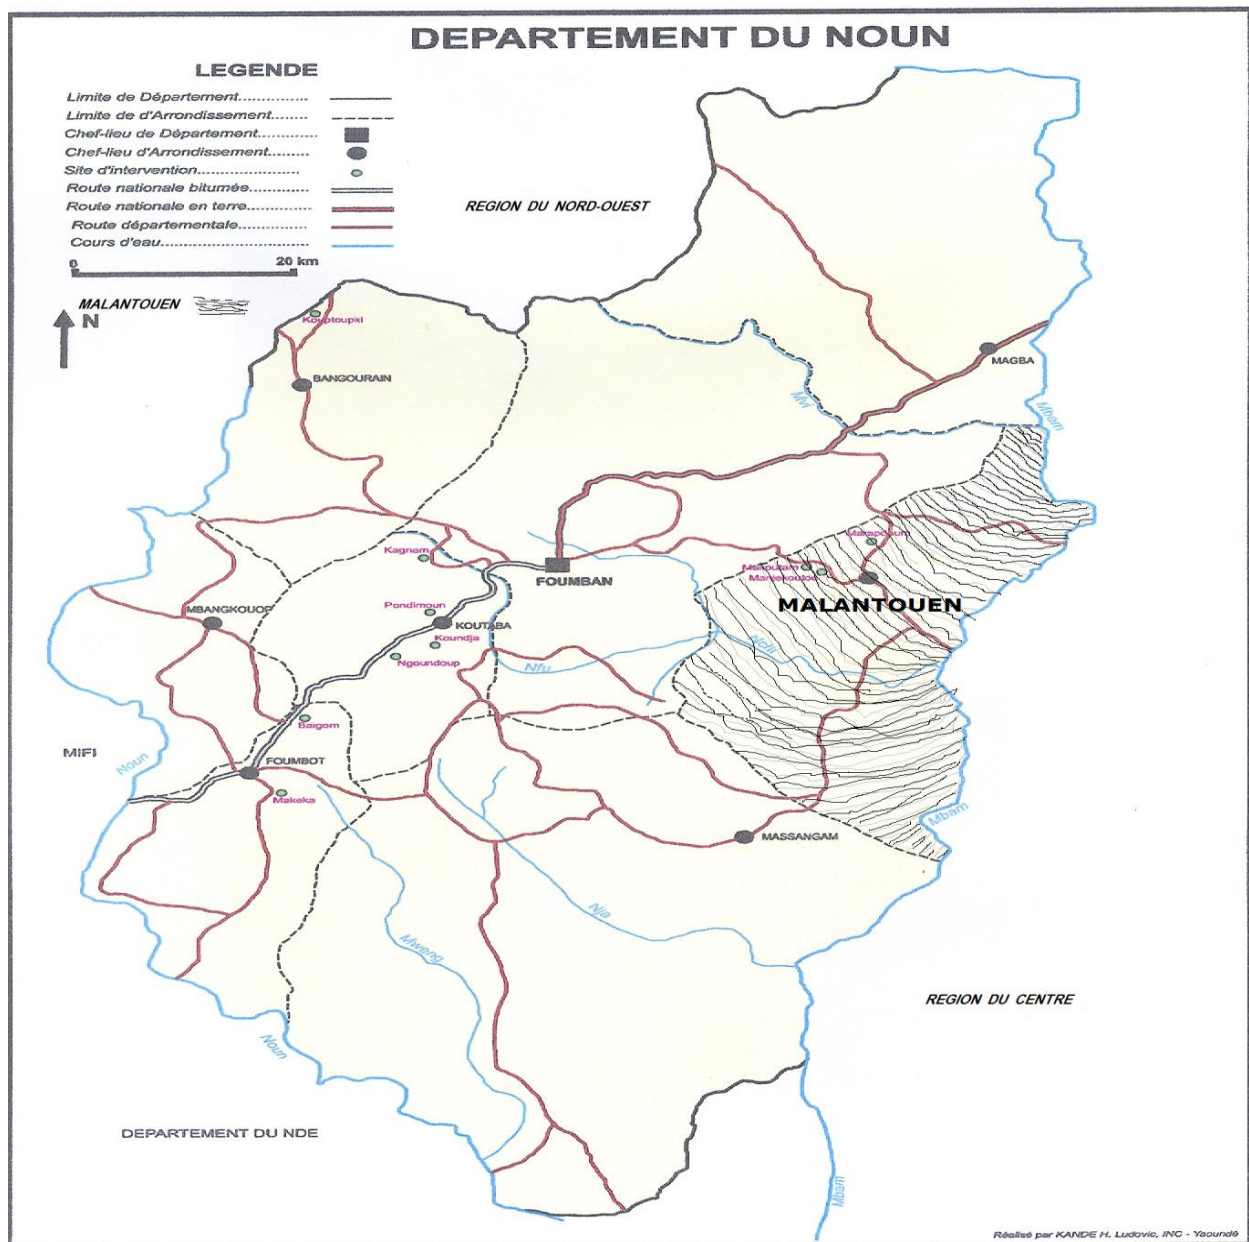 DEPARTEMENT DU NOUN
LEGENDE
Limite de Département..............
Limite de d'Arrondissement........
Chef-lieu de Département............
Chef-lieu d'Arrondissement.........
Site d'intervention......................
Route nationale bitumée..............
Route nationale en terre..............
Route départementale................
Cours d'eau................................
0 20 km
MALANTOUEN
N
REGION DU NORD-OUEST
Kouptoupki
BANGOURAIN
MAGBA
Mvi
Mbam
Kagnam
FOUMBAN
Marapoum
Manjekoutou
MALANTOUEN
MBANGKOUOP
Pondimoun
KOUTABA
Koundja
Ngoundoup
Nfu
Nchi
Baigom
MIFI
Noun
FOUMBOT
Makeka
MASSANGAM
Mbam
Nja
Mweng
REGION DU CENTRE
Noun
DEPARTEMENT DU NDE
Mbam
Réalisé par KANDE H. Ludovic, INC - Yaoundé